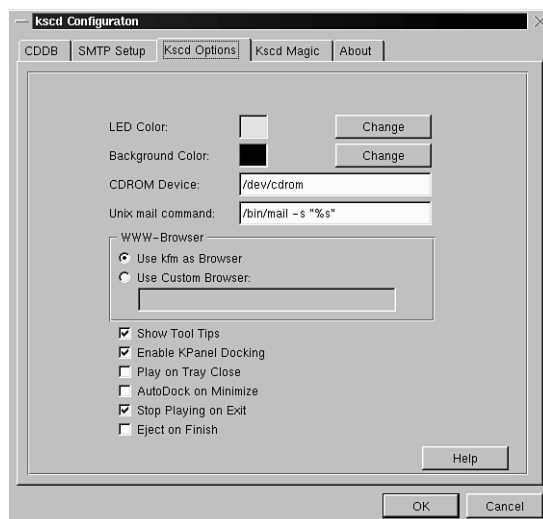 kscd Configuraton
CDDB SMTP Setup Kscd Options Kscd Magic About
LED Color: Change
Background Color: Change
CDROM Device: /dev/cdrom
Unix mail command: /bin/mail -s "%s"
WWW-Browser
Use kfm as Browser
Use Custom Browser:
Show Tool Tips
Enable KPanel Docking
Play on Tray Close
AutoDock on Minimize
Stop Playing on Exit
Eject on Finish
Help
OK Cancel